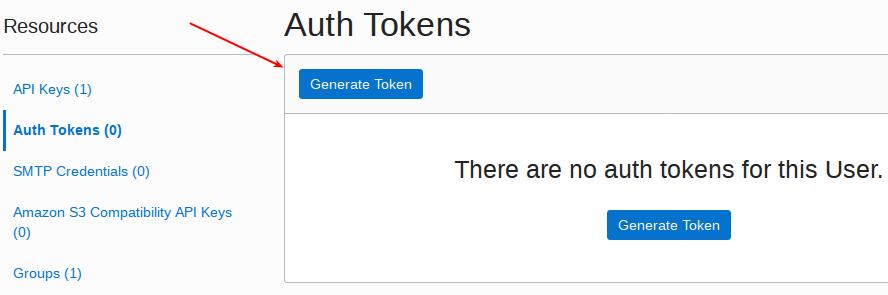 Resources
API Keys (1)
Auth Tokens (0)
SMTP Credentials (0)
Amazon S3 Compatibility API Keys
(0)
Groups (1)
Auth Tokens
Generate Token
There are no auth tokens for this User.
Generate Token